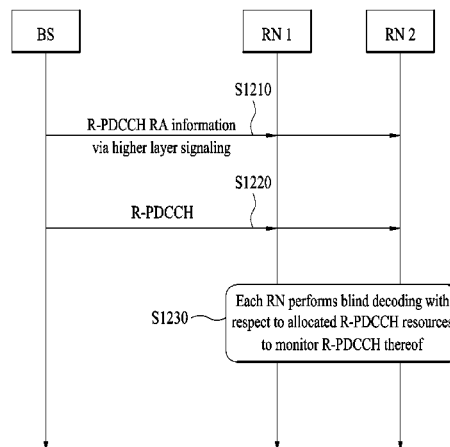 BS
RN 1
RN 2
S1210
R-PDCCH RA information
via higher layer signaling
S1220
R-PDCCH
S1230
Each RN performs blind decoding with
respect to allocated R-PDCCH resources
to monitor R-PDCCH thereof